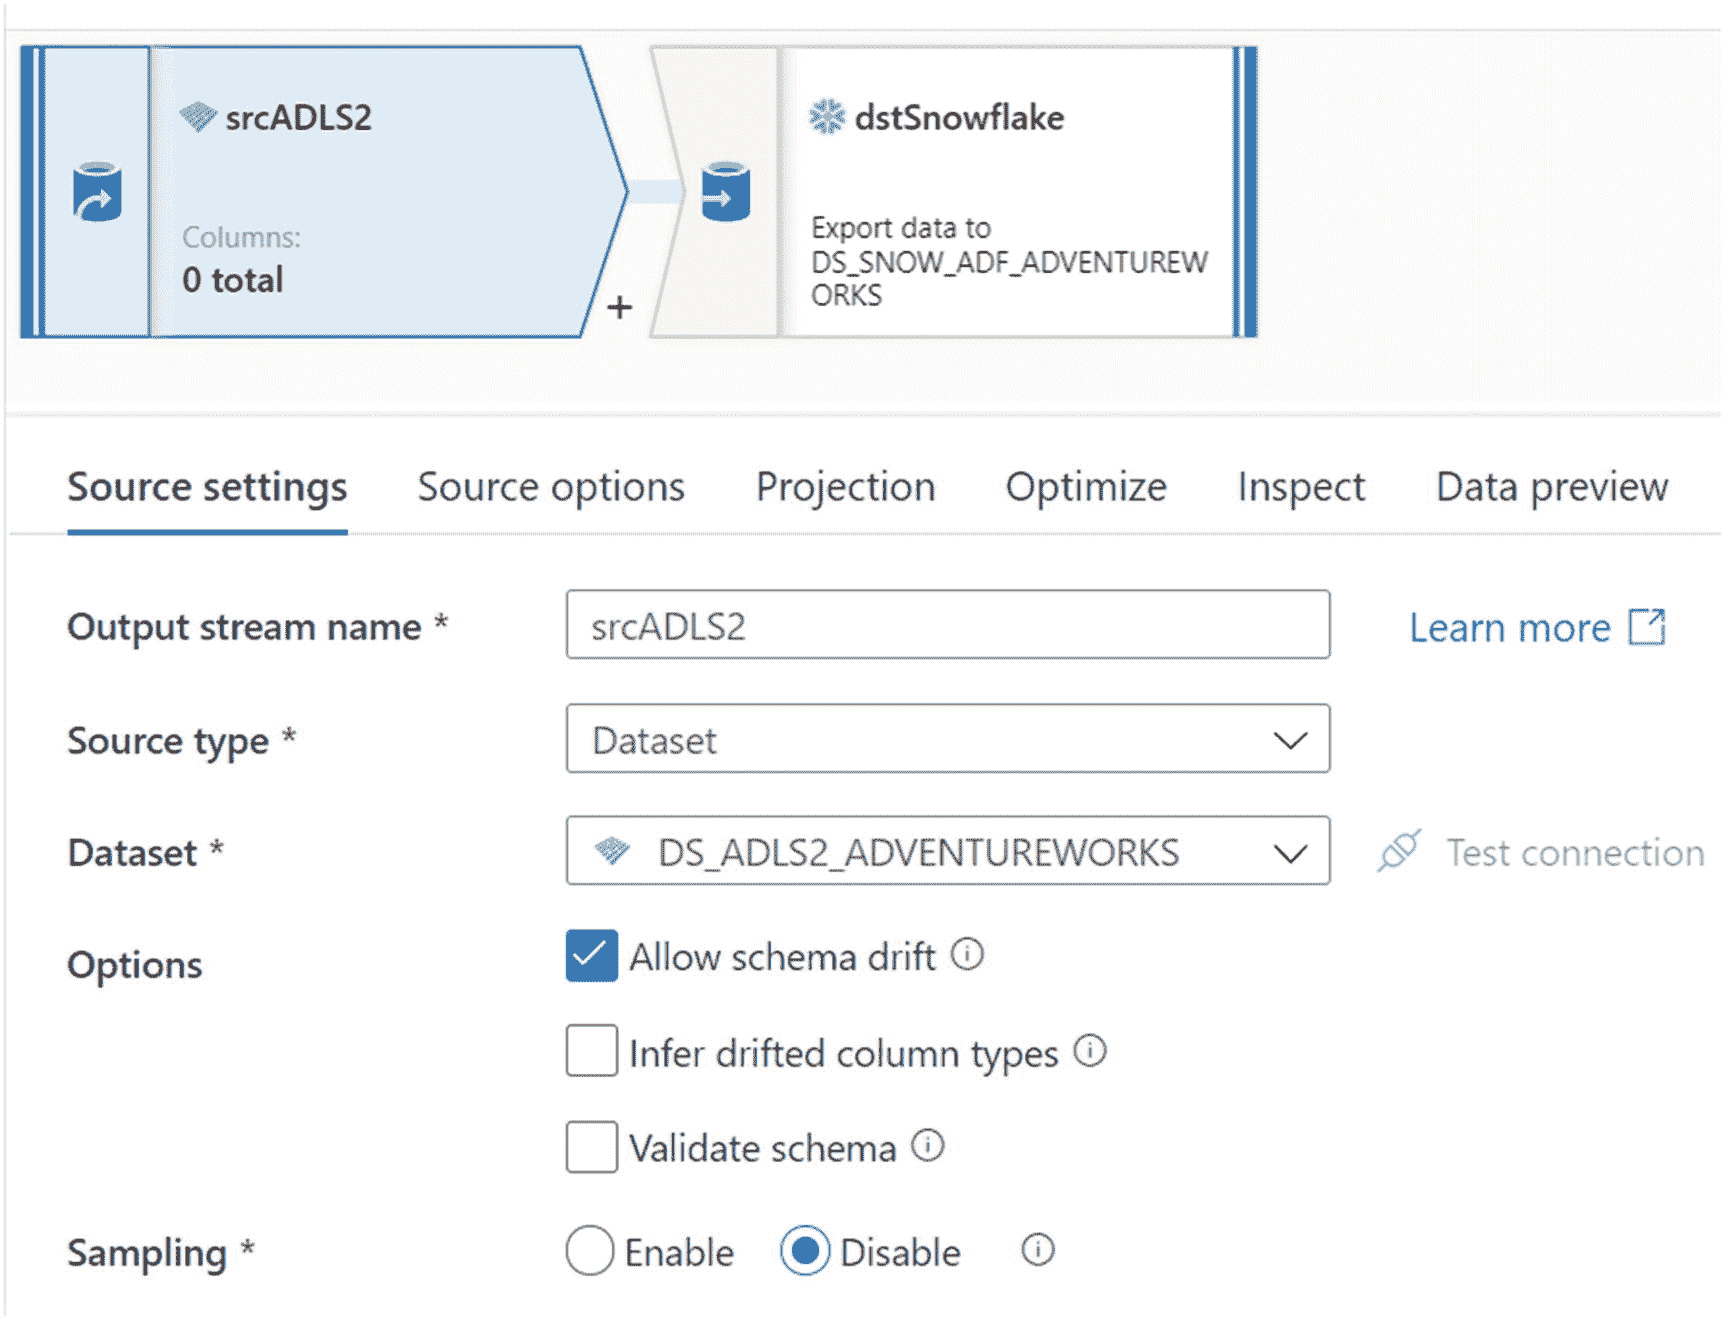 srcADLS2
Columns:
0 total
+
dstSnowflake
Export data to
DS_SNOW_ADF_ADVENTUREW
ORKS
Source settings
Source options
Projection
Optimize
Inspect
Data preview
Output stream name *
srcADLS2
Learn more
Source type *
Dataset
Dataset *
DS_ADLS2_ADVENTUREWORKS
Test connection
Options
Allow schema drift
Infer drifted column types
Validate schema
Sampling *
Enable
Disable